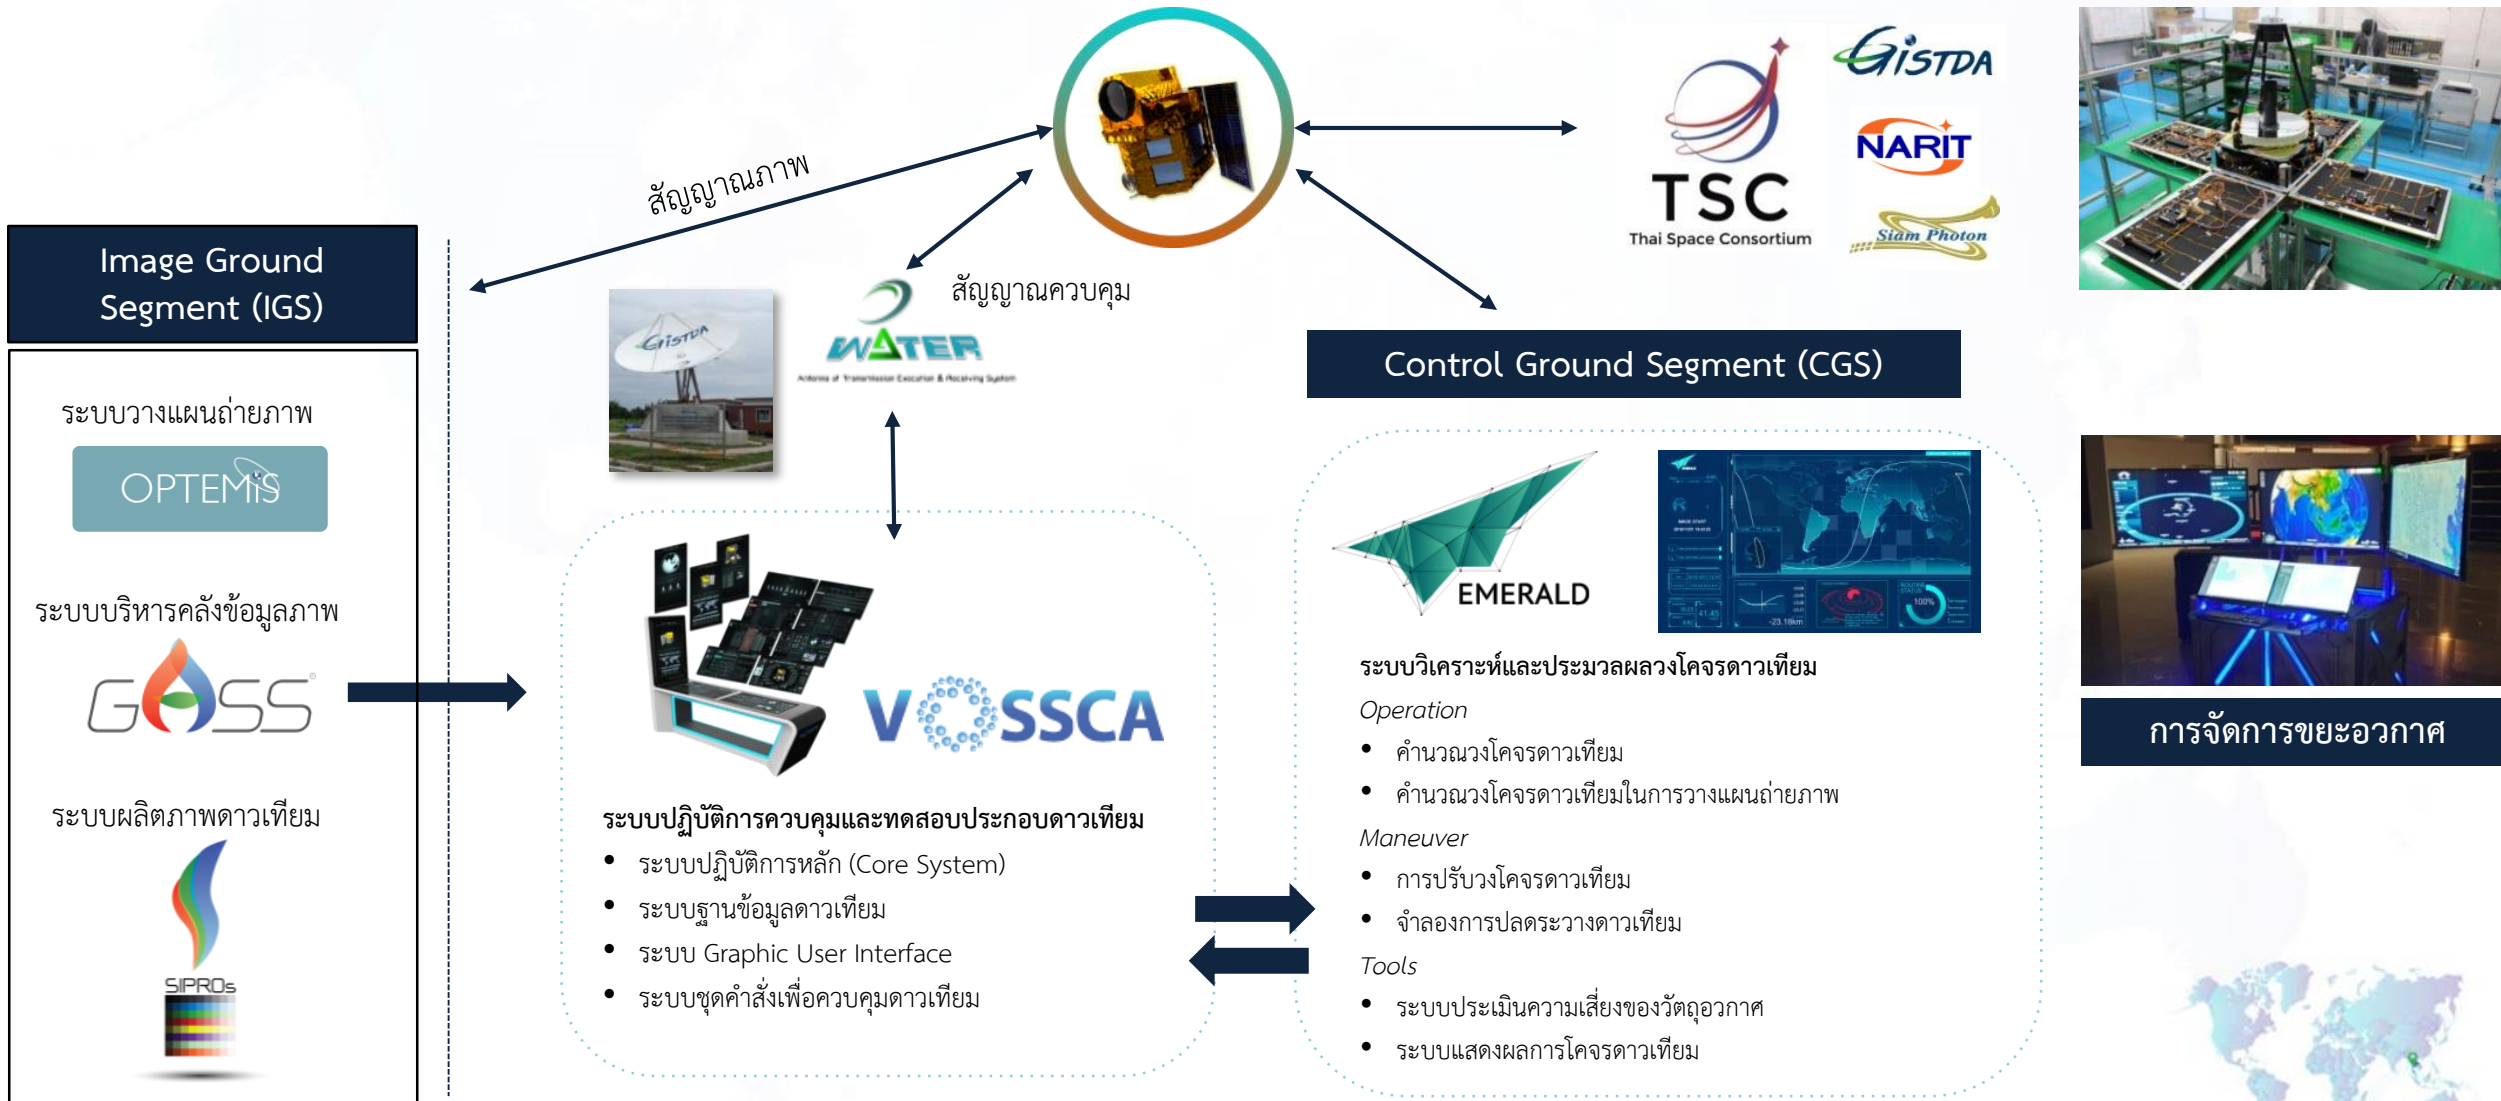 GISTDA
TSC
Thai Space Consortium
NARIT
Siam Photon
สัญญาณภาพ
Image Ground
Segment (IGS)
สัญญาณควบคุม
GISTDA
WATER
Antenna of Transmission Execution & Receiving System
Control Ground Segment (CGS)
ระบบวางแผนถ่ายภาพ
OPTEMiS
ระบบบริหารคลังข้อมูลภาพ
GASS
ระบบผลิตภาพดาวเทียม
SIPROs
VOSSCA
ระบบปฏิบัติการควบคุมและทดสอบประกอบดาวเทียม
• ระบบปฏิบัติการหลัก (Core System)
• ระบบฐานข้อมูลดาวเทียม
• ระบบ Graphic User Interface
• ระบบชุดคำสั่งเพื่อควบคุมดาวเทียม
EMERALD
100%
41.45
-23.18km
ระบบวิเคราะห์และประมวลผลวงโคจรดาวเทียม
Operation
• คำนวณวงโคจรดาวเทียม
• คำนวณวงโคจรดาวเทียมในการวางแผนถ่ายภาพ
Maneuver
• การปรับวงโคจรดาวเทียม
• จำลองการปลดระวางดาวเทียม
Tools
• ระบบประเมินความเสี่ยงของวัตถุอวกาศ
• ระบบแสดงผลการโคจรดาวเทียม
การจัดการขยะอวกาศ